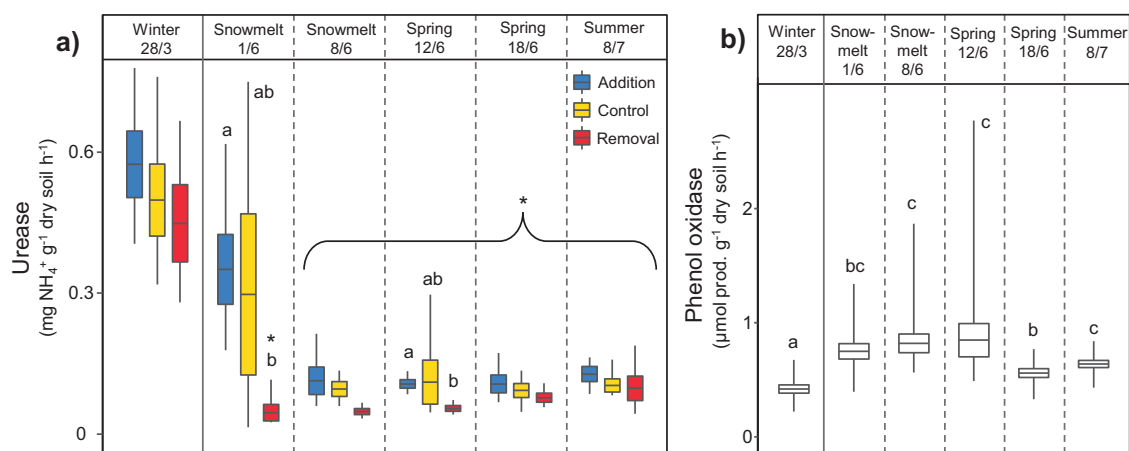 a)
Winter
28/3
Snowmelt
1/6
Snowmelt
8/6
Spring
12/6
Spring
18/6
Summer
8/7
Addition
Control
Removal
Urease
(mg NH₄⁺ g⁻¹ dry soil h⁻¹)
0.6
0.3
0
a
ab
*
b
*
a
ab
b
b)
Winter
28/3
Snow-
melt
1/6
Snow-
melt
8/6
Spring
12/6
Spring
18/6
Summer
8/7
Phenol oxidase
(µmol prod. g⁻¹ dry soil h⁻¹)
2
1
0
a
bc
c
c
b
c